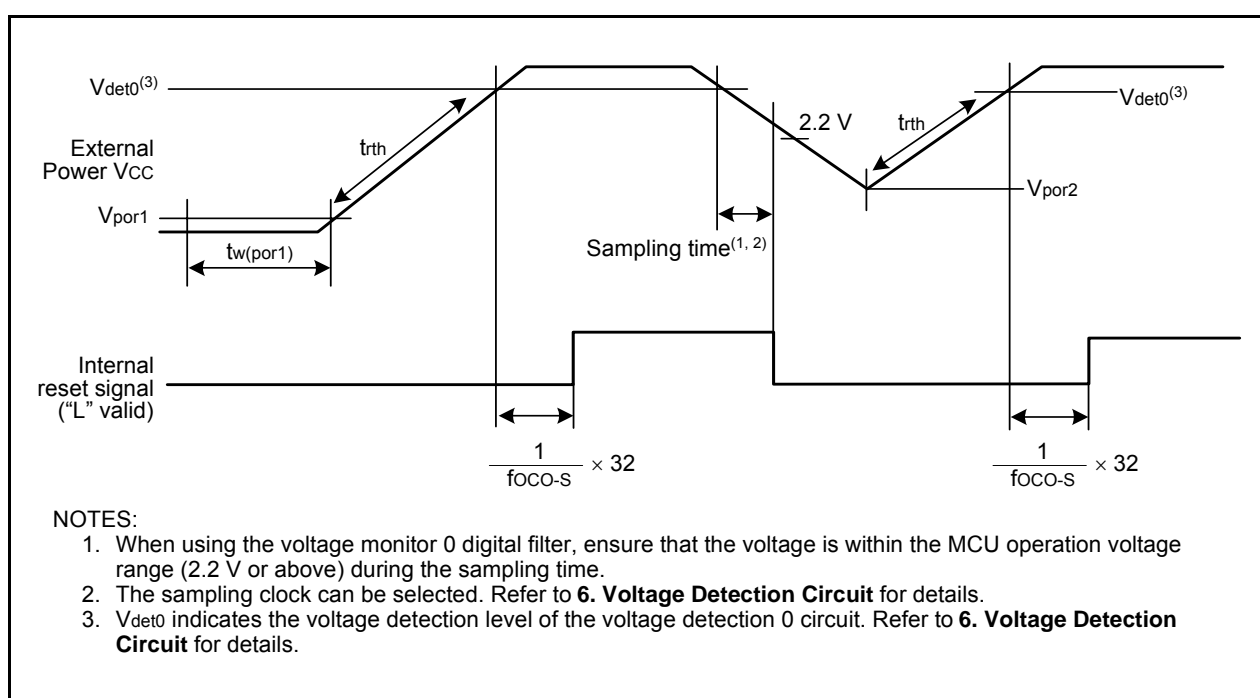 Vdet0(3)
External
Power VCC
Vpor1
tw(por1)
trth
2.2 V
trth
Vdet0(3)
Vpor2
Sampling time(1, 2)
Internal
reset signal
(“L” valid)
1
fOCO-S
× 32
1
fOCO-S
× 32
NOTES:
1. When using the voltage monitor 0 digital filter, ensure that the voltage is within the MCU operation voltage
range (2.2 V or above) during the sampling time.
2. The sampling clock can be selected. Refer to 6. Voltage Detection Circuit for details.
3. Vdet0 indicates the voltage detection level of the voltage detection 0 circuit. Refer to 6. Voltage Detection
Circuit for details.